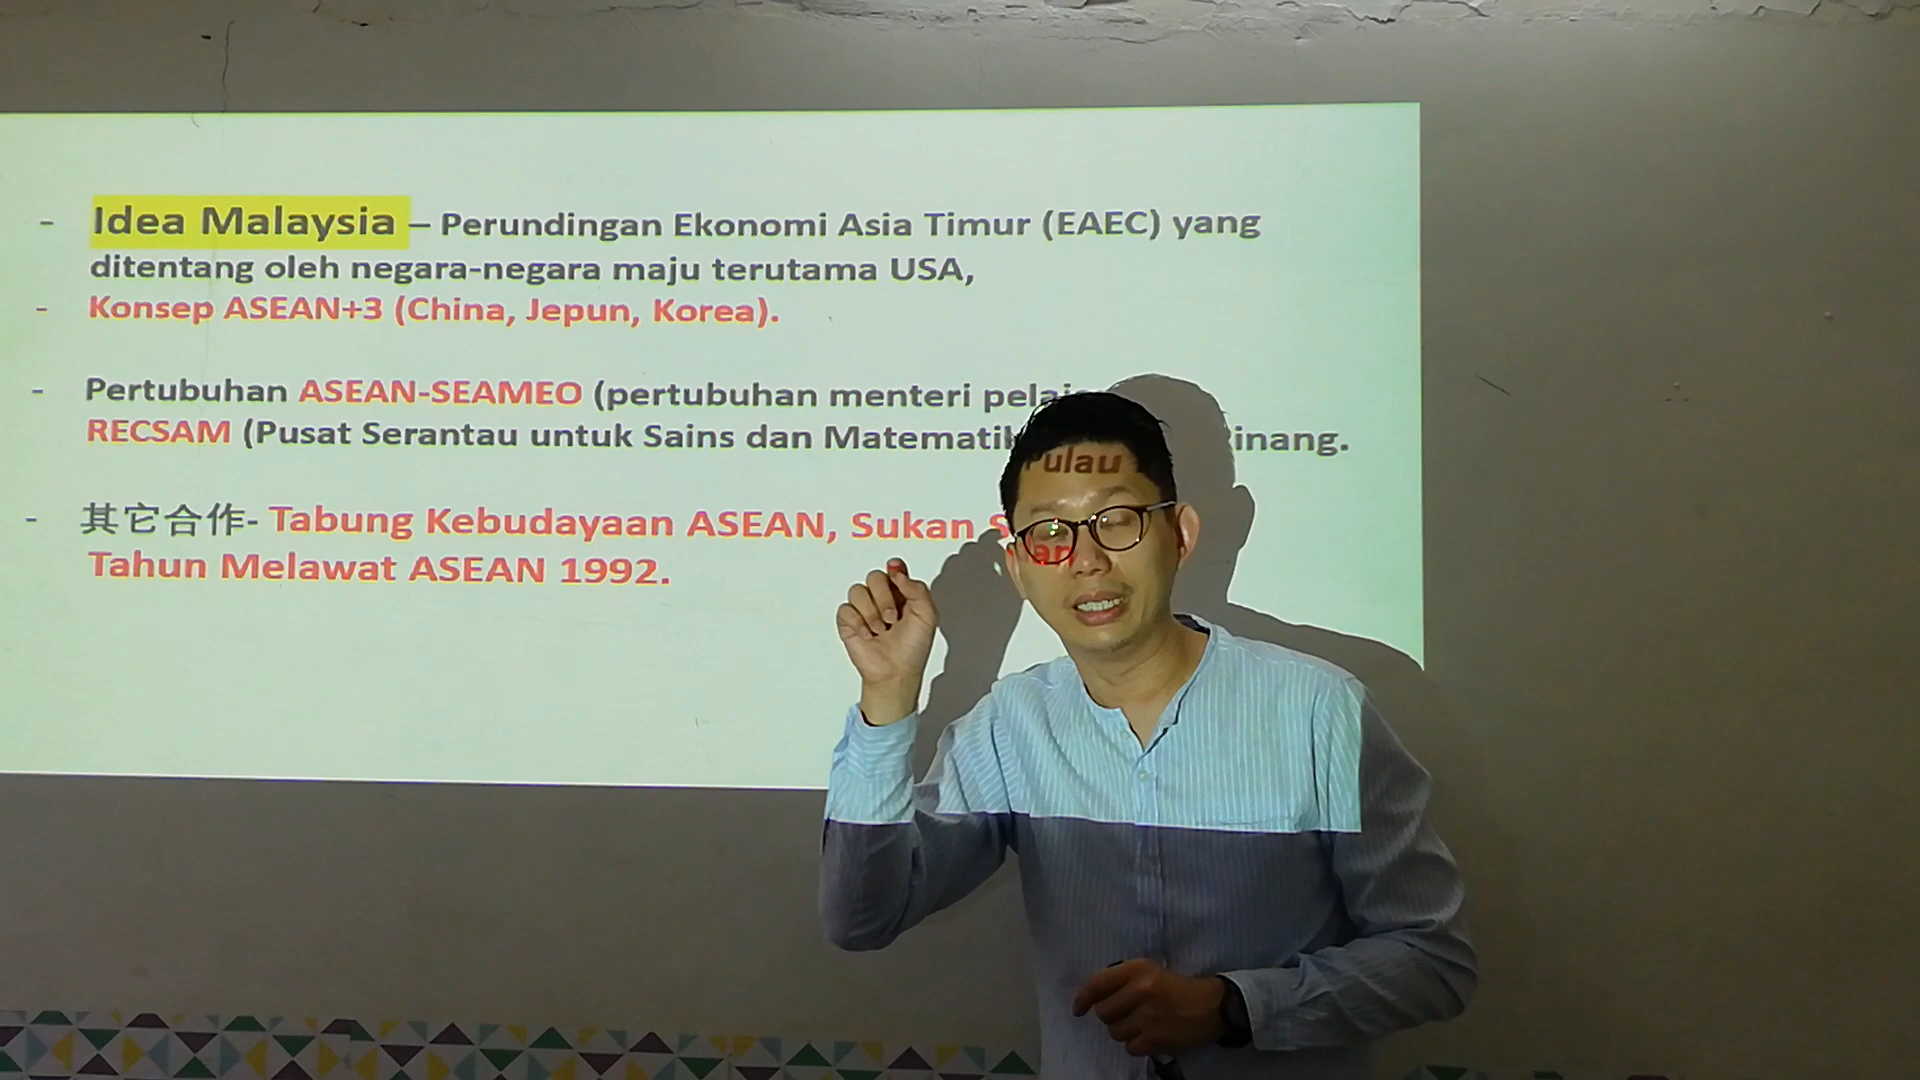 - Idea Malaysia – Perundingan Ekonomi Asia Timur (EAEC) yang
ditentang oleh negara-negara maju terutama USA,
- Konsep ASEAN+3 (China, Jepun, Korea).
- Pertubuhan ASEAN-SEAMEO (pertubuhan menteri
RECSAM (Pusat Serantau untuk Sains dan Pulau
- 其它合作- Tabung Kebudayaan ASEAN, Sukan
Tahun Melawat ASEAN 1992.